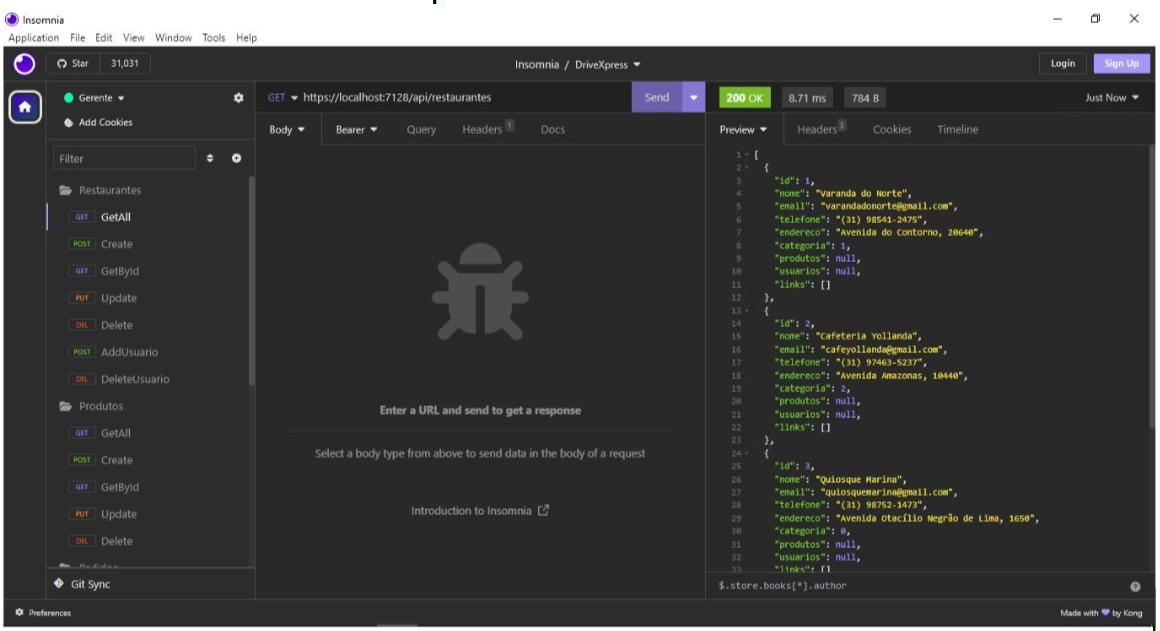 Insomnia
Application File Edit View Window Tools Help
Star 31,031
Insomnia / DriveXpress
Login
Sign Up
Gerente
Add Cookies
Filter
Restaurantes
GET GetAll
POST Create
GET GetById
PUT Update
DEL Delete
POST AddUsuario
DEL DeleteUsuario
Produtos
GET GetAll
POST Create
GET GetById
PUT Update
DEL Delete
Pedidos
Git Sync
GET https://localhost:7128/api/restaurantes
Send
Body Bearer Query Headers 1 Docs
Enter a URL and send to get a response
Select a body type from above to send data in the body of a request
Introduction to Insomnia
200 OK 8.71 ms 784 B Just Now
Preview Headers 3 Cookies Timeline
1 [
2 {
3 "id": 1,
4 "nome": "Varanda do Norte",
5 "email": "varandadonorte@gmail.com",
6 "telefone": "(31) 98541-2475",
7 "endereco": "Avenida do Contorno, 20640",
8 "categoria": 1,
9 "produtos": null,
10 "usuarios": null,
11 "links": []
12 },
13 {
14 "id": 2,
15 "nome": "Cafeteria Yollanda",
16 "email": "cafeyollanda@gmail.com",
17 "telefone": "(31) 97463-5237",
18 "endereco": "Avenida Amazonas, 10440",
19 "categoria": 2,
20 "produtos": null,
21 "usuarios": null,
22 "links": []
23 },
24 {
25 "id": 3,
26 "nome": "Quiosque Marina",
27 "email": "quiosquemarina@gmail.com",
28 "telefone": "(31) 98752-1473",
29 "endereco": "Avenida Otacílio Negrão de Lima, 1650",
30 "categoria": 0,
31 "produtos": null,
32 "usuarios": null,
33 "links": []
$.store.books[*].author
Preferences
Made with by Kong